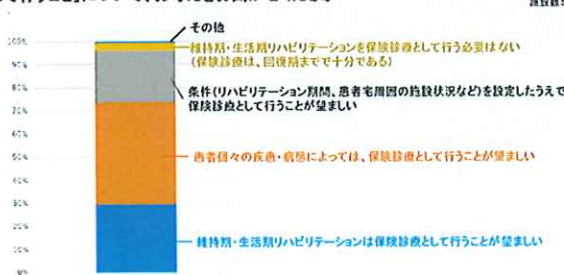 その他
100%
維持期・生活期リハビリテーションを保険診療として行う必要はない
(保険診療は、回復期までで十分である)
90%
条件(リハビリテーション期間、患者宅周囲の施設状況など)を設定したうえで
保険診療として行うことが望ましい
80%
70%
60%
患者個々の疾患・病態によっては、保険診療として行うことが望ましい
50%
40%
30%
20%
維持期・生活期リハビリテーションは保険診療として行うことが望ましい
10%
0%